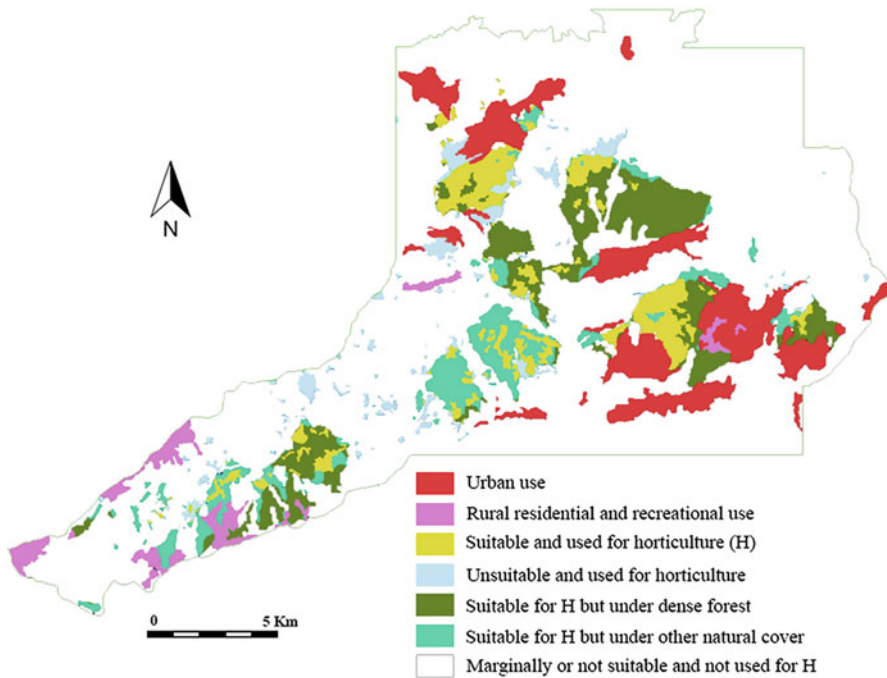 N
Urban use
Rural residential and recreational use
Suitable and used for horticulture (H)
Unsuitable and used for horticulture
Suitable for H but under dense forest
Suitable for H but under other natural cover
Marginally or not suitable and not used for H
0 5 Km